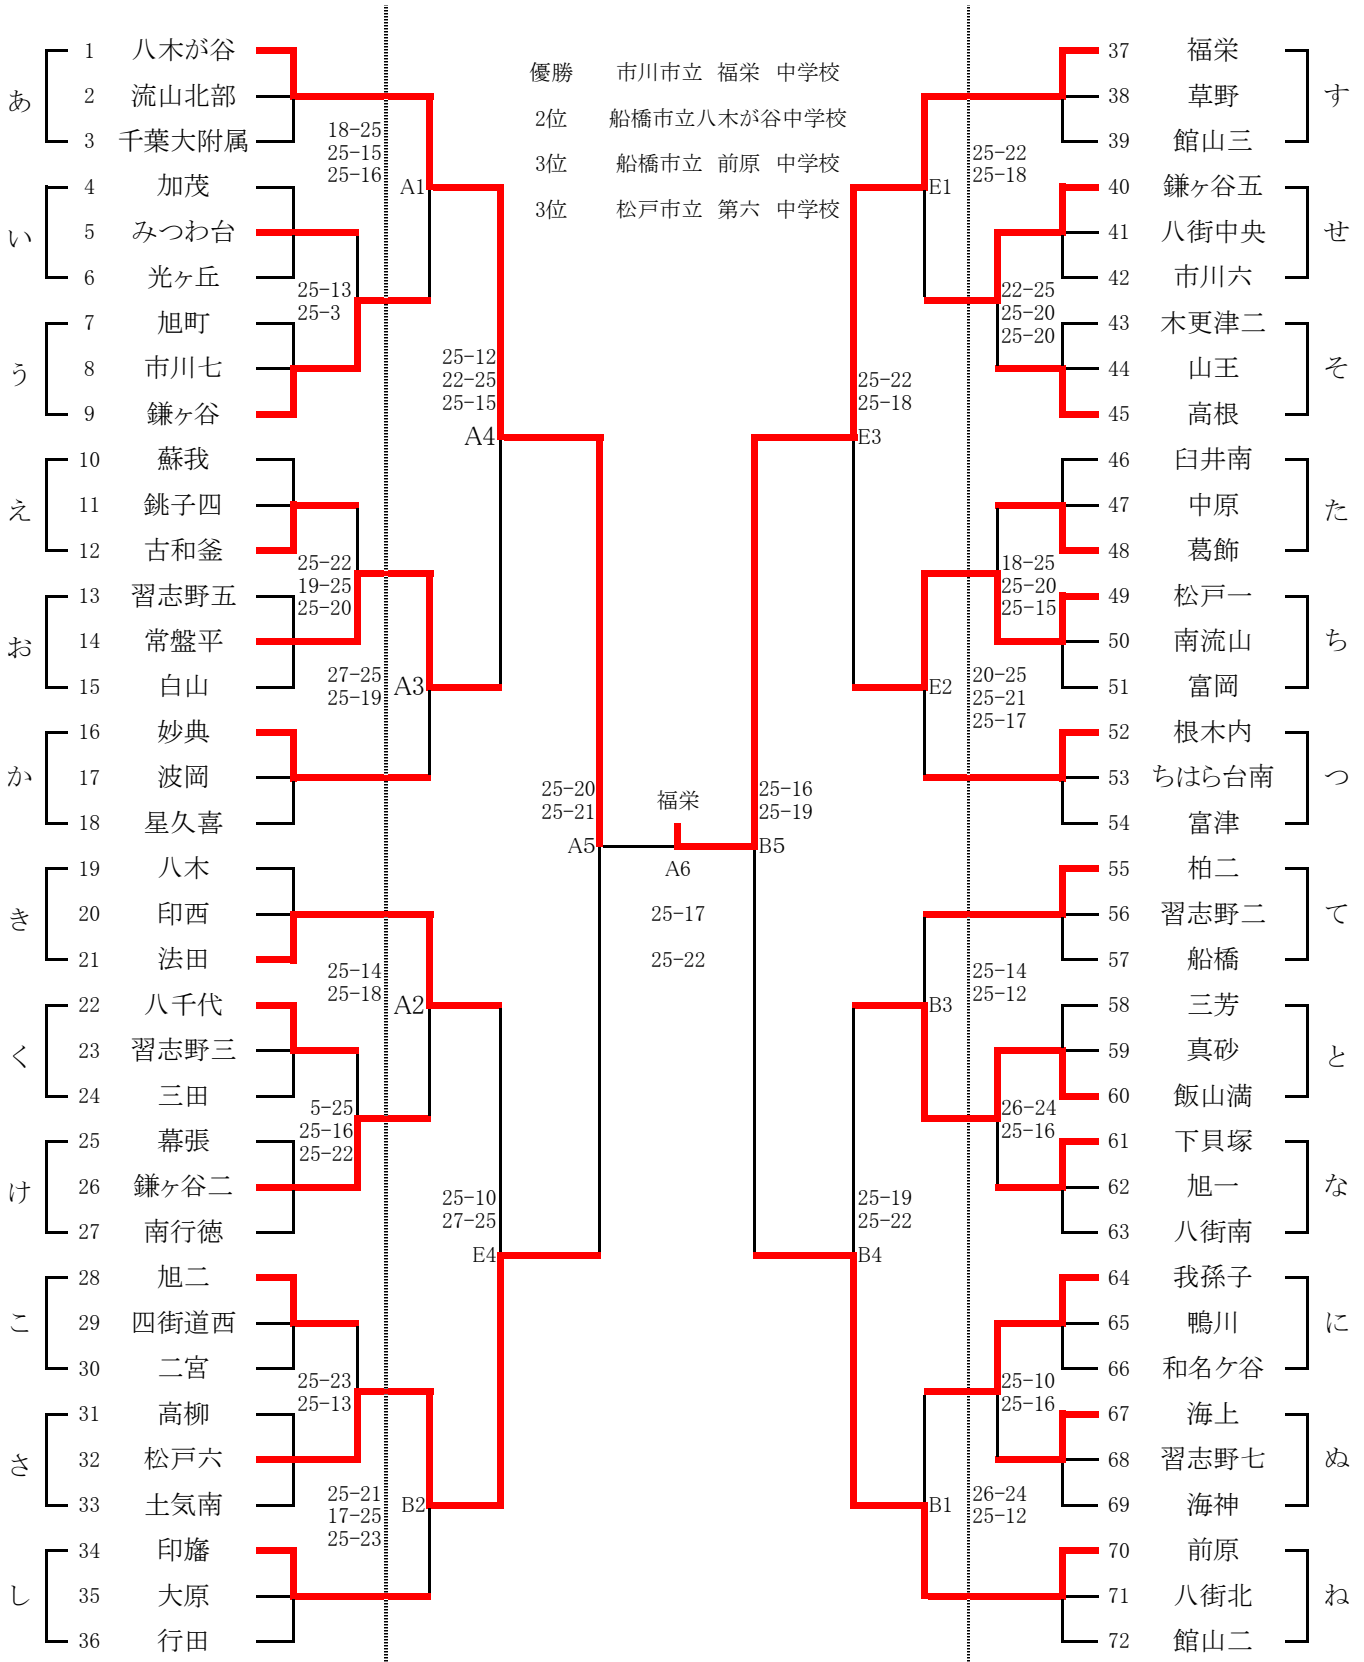 優勝 市川市立 福栄 中学校
2位 船橋市立八木が谷中学校
3位 船橋市立 前原 中学校
3位 松戸市立 第六 中学校
あ
1 八木が谷
2 流山北部
3 千葉大附属
い
4 加茂
5 みつわ台
6 光ヶ丘
う
7 旭町
8 市川七
9 鎌ヶ谷
え
10 蘇我
11 銚子四
12 古和釜
お
13 習志野五
14 常盤平
15 白山
か
16 妙典
17 波岡
18 星久喜
き
19 八木
20 印西
21 法田
く
22 八千代
23 習志野三
24 三田
け
25 幕張
26 鎌ヶ谷二
27 南行徳
こ
28 旭二
29 四街道西
30 二宮
さ
31 高柳
32 松戸六
33 土気南
し
34 印旛
35 大原
36 行田
18-25
25-15
25-16
A1
25-13
25-3
25-12
22-25
25-15
A4
25-22
19-25
25-20
27-25
25-19
A3
25-20
25-21
A5
25-14
25-18
A2
5-25
25-16
25-22
25-10
27-25
E4
25-23
25-13
25-21
17-25
25-23
B2
福栄
A6
25-17
25-22
E1
25-22
25-18
22-25
25-20
25-20
25-22
25-18
E3
18-25
25-20
25-15
E2
20-25
25-21
25-17
25-16
25-19
B5
25-14
25-12
B3
26-24
25-16
25-19
25-22
B4
25-10
25-16
B1
26-24
25-12
37 福栄
38 草野
39 館山三
す
40 鎌ヶ谷五
41 八街中央
42 市川六
せ
43 木更津二
44 山王
45 高根
そ
46 臼井南
47 中原
48 葛飾
た
49 松戸一
50 南流山
51 富岡
ち
52 根木内
53 ちはら台南
54 富津
つ
55 柏二
56 習志野二
57 船橋
て
58 三芳
59 真砂
60 飯山満
と
61 下貝塚
62 旭一
63 八街南
な
64 我孫子
65 鴨川
66 和名ケ谷
に
67 海上
68 習志野七
69 海神
ぬ
70 前原
71 八街北
72 館山二
ね